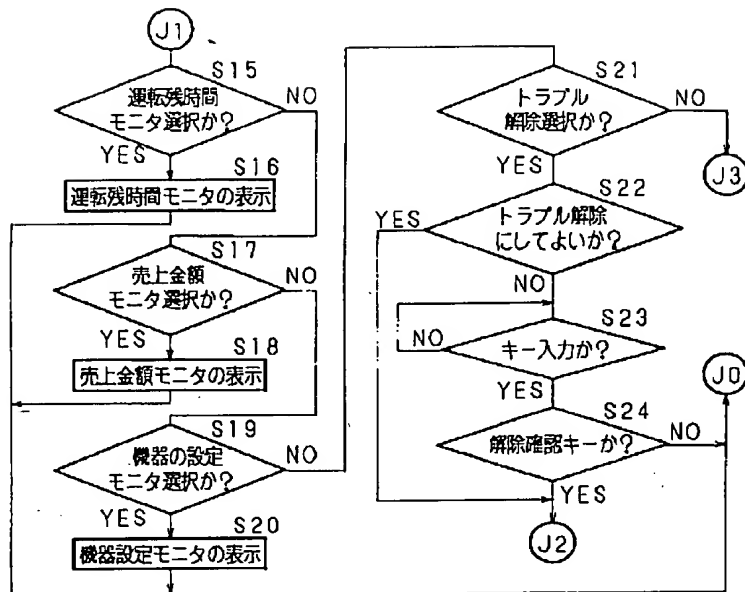 J1
S15
運転残時間
モニタ選択か?
NO
YES
S16
運転残時間モニタの表示
S17
売上金額
モニタ選択か?
NO
YES
S18
売上金額モニタの表示
S19
機器の設定
モニタ選択か?
NO
YES
S20
機器設定モニタの表示
S21
トラブル
解除選択か?
NO
J3
YES
S22
YES
トラブル解除
にしてよいか?
NO
S23
NO
キー入力か?
YES
J0
S24
解除確認キーか?
NO
YES
J2